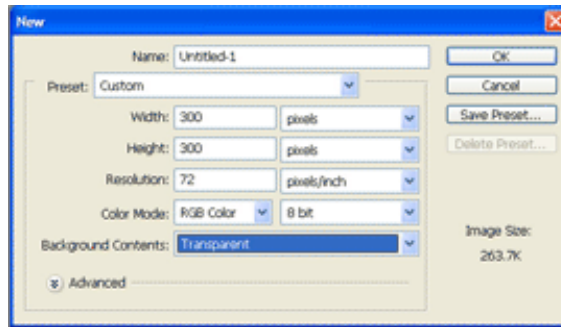 New
Name: Untitled-1
OK
Preset: Custom
Cancel
Width: 300 pixels
Save Preset...
Height: 300 pixels
Delete Preset...
Resolution: 72 pixels/inch
Color Mode: RGB Color 8 bit
Image Size:
Background Contents: Transparent
263.7K
Advanced